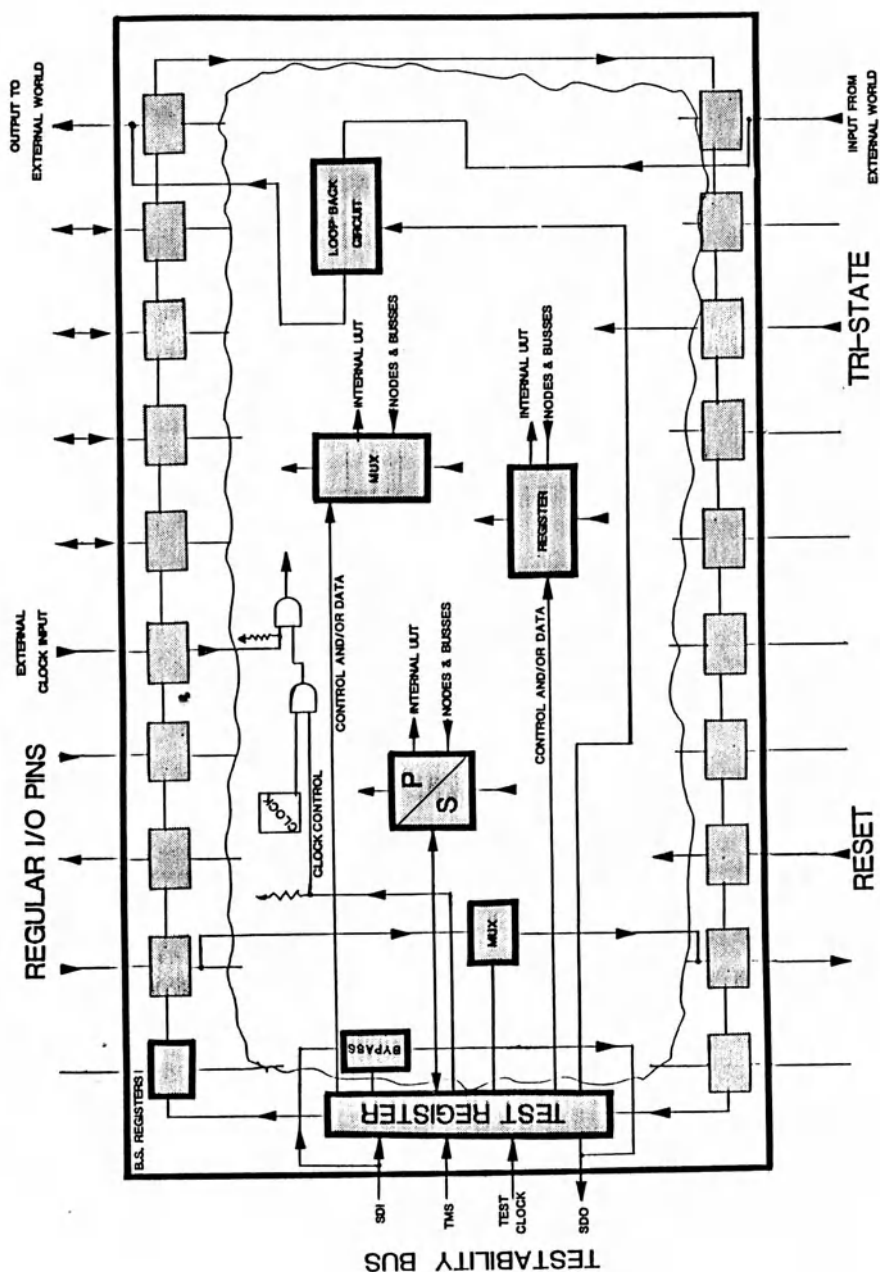 OUTPUT TO
EXTERNAL WORLD
EXTERNAL
CLOCK INPUT
REGULAR I/O PINS
B.S. REGISTERS I
LOOP-BACK
CIRCUIT
INTERNAL UUT
NODES & BUSSES
MUX
INTERNAL UUT
NODES & BUSSES
REGISTER
CONTROL AND/OR DATA
CLOCK
CLOCK CONTROL
INTERNAL UUT
NODES & BUSSES
P
S
CONTROL AND/OR DATA
MUX
BYPASS
TEST REGISTER
SDI
TMS
TEST
CLOCK
SDO
TESTABILITY BUS
INPUT FROM
EXTERNAL WORLD
TRI-STATE
RESET